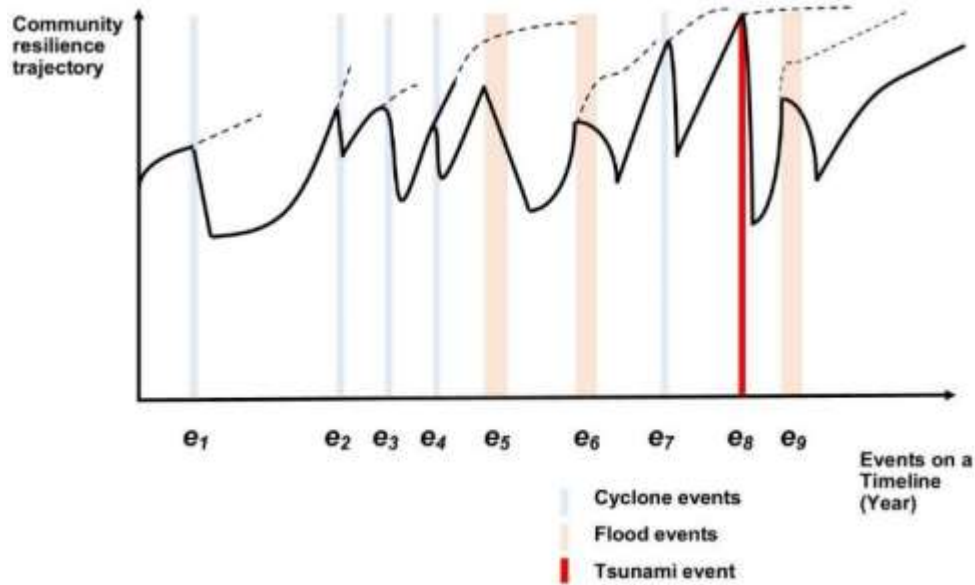 Community
resilience
trajectory
e1 e2 e3 e4 e5 e6 e7 e8 e9
Events on a
Timeline
(Year)
Cyclone events
Flood events
Tsunami event